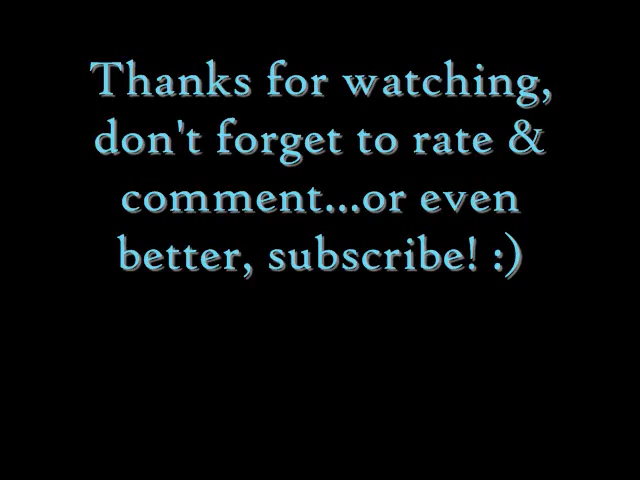 Thanks for watching,
don't forget to rate &
comment...or even
better, subscribe! :)